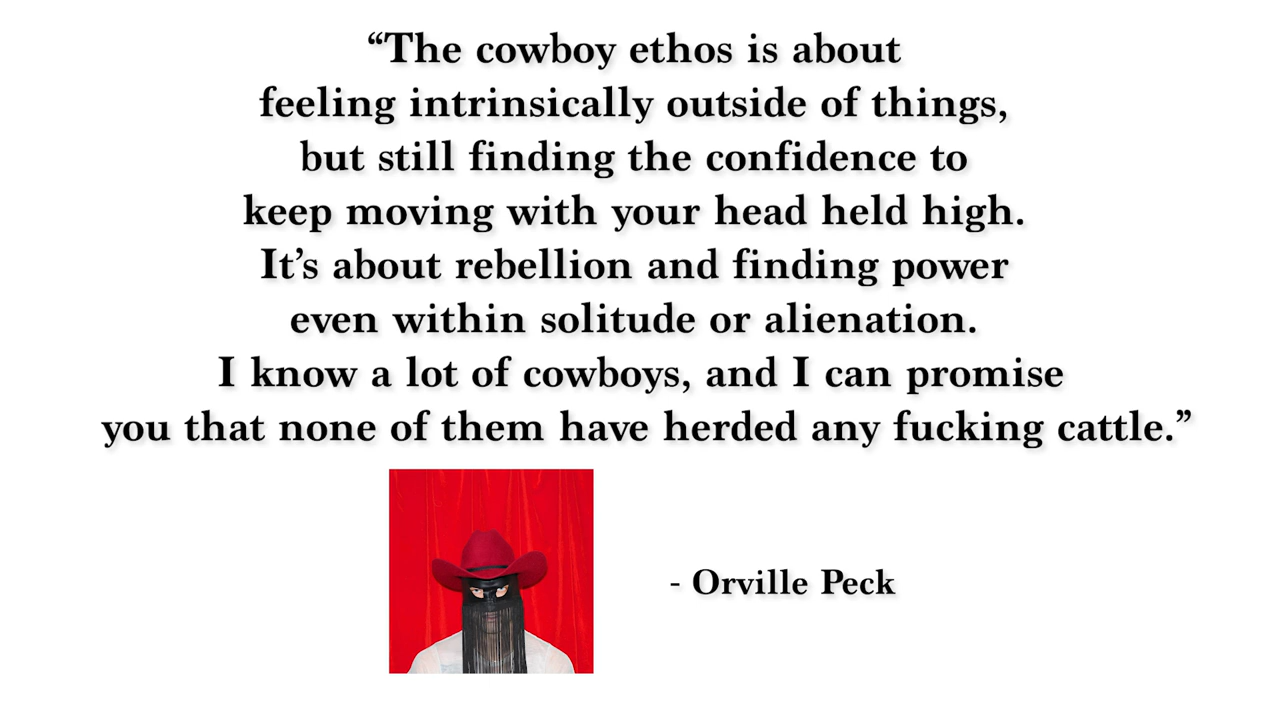 “The cowboy ethos is about
feeling intrinsically outside of things,
but still finding the confidence to
keep moving with your head held high.
It’s about rebellion and finding power
even within solitude or alienation.
I know a lot of cowboys, and I can promise
you that none of them have herded any fucking cattle.”
- Orville Peck